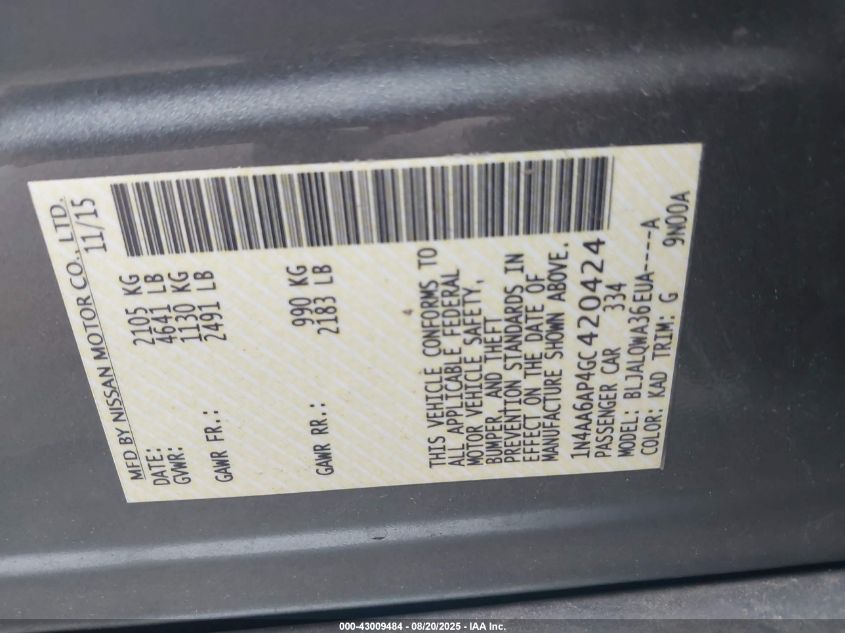 MFD BY NISSAN MOTOR CO., LTD.
DATE: 11/15
GVWR: 2105 KG
4641 LB
GAWR FR.: 1130 KG
2491 LB
GAWR RR.: 990 KG
2183 LB
4
THIS VEHICLE CONFORMS TO
ALL APPLICABLE FEDERAL
MOTOR VEHICLE SAFETY,
BUMPER, AND THEFT
PREVENTION STANDARDS IN
EFFECT ON THE DATE OF
MANUFACTURE SHOWN ABOVE.
1N4AA6AP4GC420424
PASSENGER CAR 334
MODEL: BLJALQWA36EUA----A
COLOR: KAD TRIM: G 9N00A
000-43009484 - 08/20/2025 - IAA Inc.